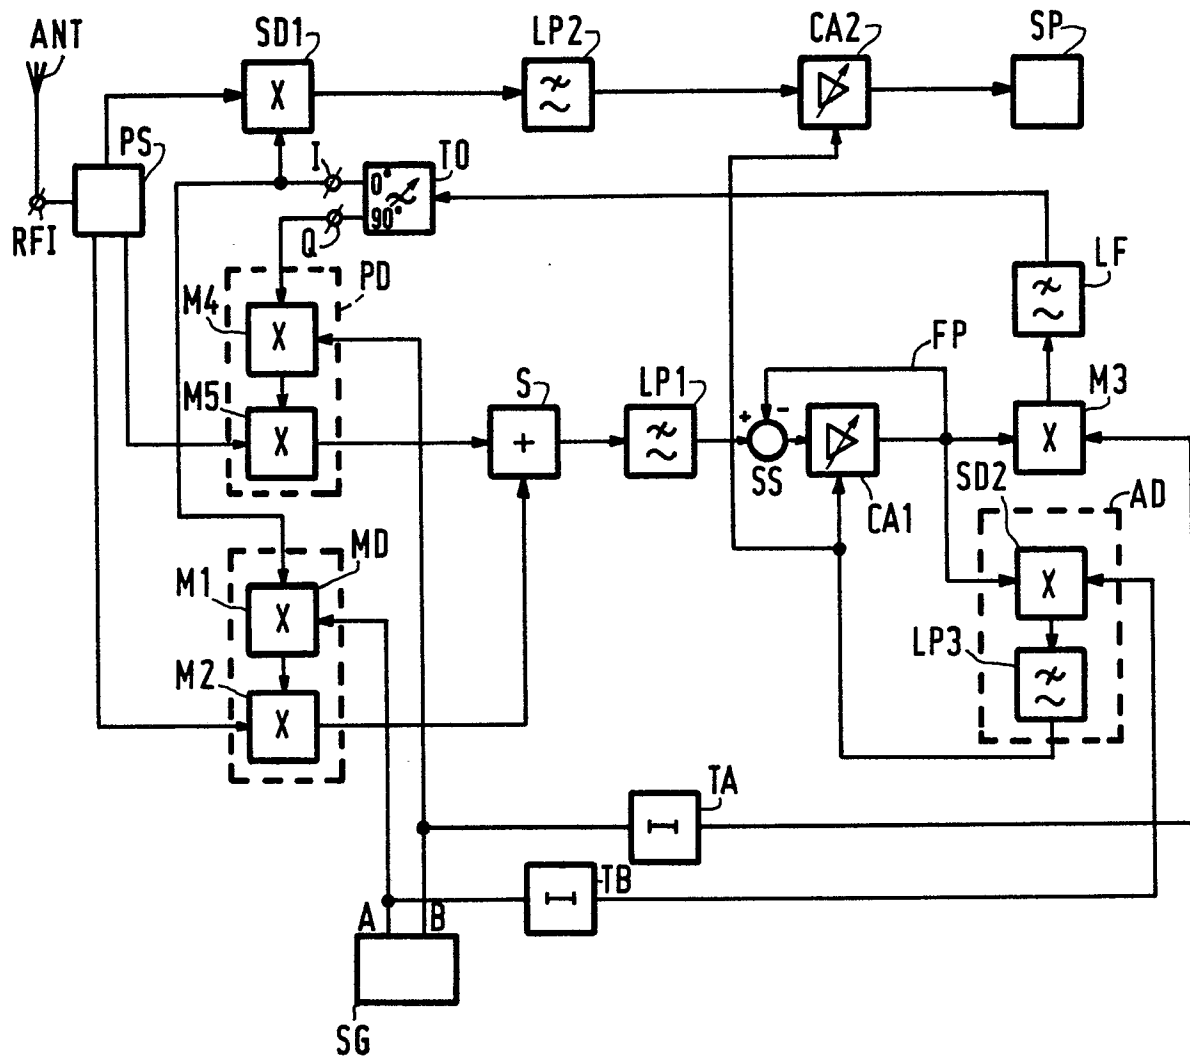 ANT
SD1
LP2
CA2
SP
X
PS
I
TO
0°
90°
RFI
Q
PD
LF
M4
X
FP
M5
X
S
+
LP1
+
-
SS
CA1
M3
X
SD2
AD
X
LP3
MD
M1
X
M2
X
TA
TB
A
B
SG